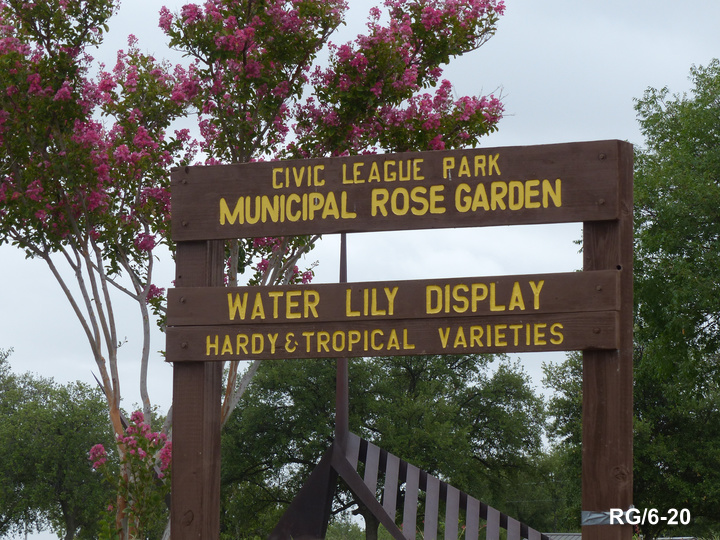 CIVIC LEAGUE PARK
MUNICIPAL ROSE GARDEN
WATER LILY DISPLAY
HARDY & TROPICAL VARIETIES
RG/6-20